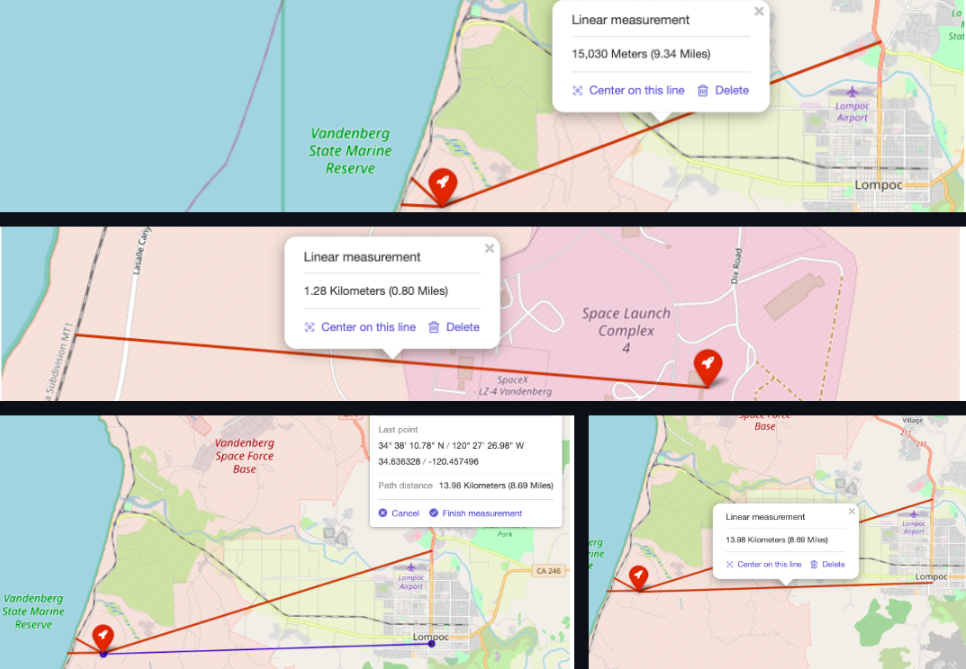 Linear measurement
15,030 Meters (9.34 Miles)
Center on this line Delete
Vandenberg
State Marine
Reserve
Lompoc
Airport
Lompoc
La
Stat
Linear measurement
1.28 Kilometers (0.80 Miles)
Center on this line Delete
Lasalle Cany
a Subdivision MT1
Dix Road
Space Launch
Complex
4
SpaceX
- LZ-4 Vandenberg
Last point
34° 38' 10.78" N / 120° 27' 26.98" W
34.636328 / -120.457496
Path distance 13.98 Kilometers (8.69 Miles)
Cancel Finish measurement
Vandenberg
Space Force
Base
Park
CA 246
Lompoc
Airport
Vandenberg
State Marine
Reserve
Lompoc
Space Force
Base
Village
Linear measurement
13.98 Kilometers (8.69 Miles)
Center on this line Delete
erg
rine
e
Lompoc
Airport
Lompoc